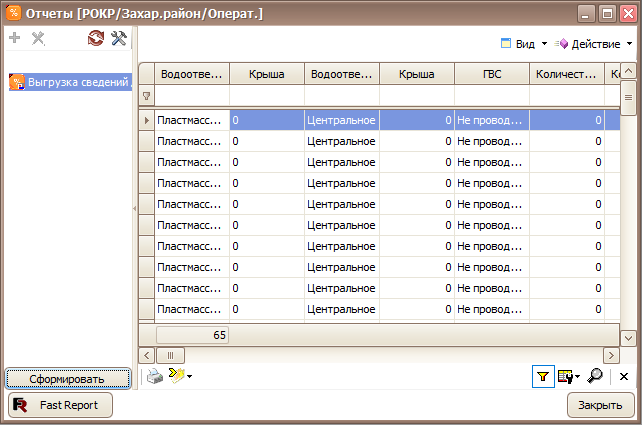 Отчеты [РОКР/Захар.район/Операт.]
Вид Действие
Выгрузка сведений
Водоотве... Крыша Водоотве... Крыша ГВС Количест... Ко
Пластмасс... 0 Центральное 0 Не провод... 0
Пластмасс... 0 Центральное 0 Не провод... 0
Пластмасс... 0 Центральное 0 Не провод... 0
Пластмасс... 0 Центральное 0 Не провод... 0
Пластмасс... 0 Центральное 0 Не провод... 0
Пластмасс... 0 Центральное 0 Не провод... 0
Пластмасс... 0 Центральное 0 Не провод... 0
Пластмасс... 0 Центральное 0 Не провод... 0
Пластмасс... 0 Центральное 0 Не провод... 0
Пластмасс... 0 Центральное 0 Не провод... 0
65
Сформировать
Fast Report Закрыть